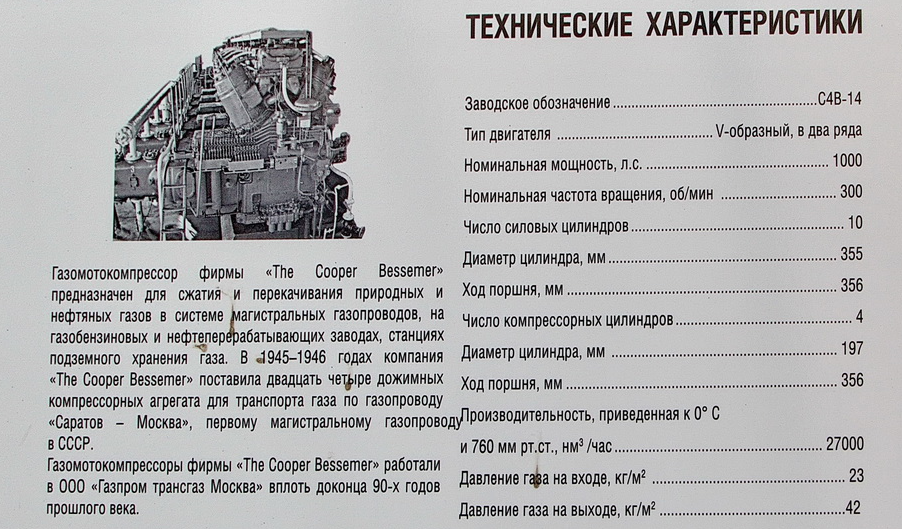 Газомотокомпрессор фирмы «The Cooper Bessemer»
предназначен для сжатия и перекачивания природных и
нефтяных газов в системе магистральных газопроводов, на
газобензиновых и нефтеперерабатывающих заводах, станциях
подземного хранения газа. В 1945–1946 годах компания
«The Cooper Bessemer» поставила двадцать четыре дожимных
компрессорных агрегата для транспорта газа по газопроводу
«Саратов – Москва», первому магистральному газопроводу
в СССР.
Газомотокомпрессоры фирмы «The Cooper Bessemer» работали
в ООО «Газпром трансгаз Москва» вплоть доконца 90-х годов
прошлого века.
ТЕХНИЧЕСКИЕ ХАРАКТЕРИСТИКИ
Заводское обозначение ........ С4В-14
Тип двигателя ........ V-образный, в два ряда
Номинальная мощность, л.с. ........ 1000
Номинальная частота вращения, об/мин ........ 300
Число силовых цилиндров ........ 10
Диаметр цилиндра, мм ........ 355
Ход поршня, мм ........ 356
Число компрессорных цилиндров ........ 4
Диаметр цилиндра, мм ........ 197
Ход поршня, мм ........ 356
Производительность, приведенная к 0° С
и 760 мм рт.ст., нм³ /час ........ 27000
Давление газа на входе, кг/м² ........ 23
Давление газа на выходе, кг/м² ........ 42